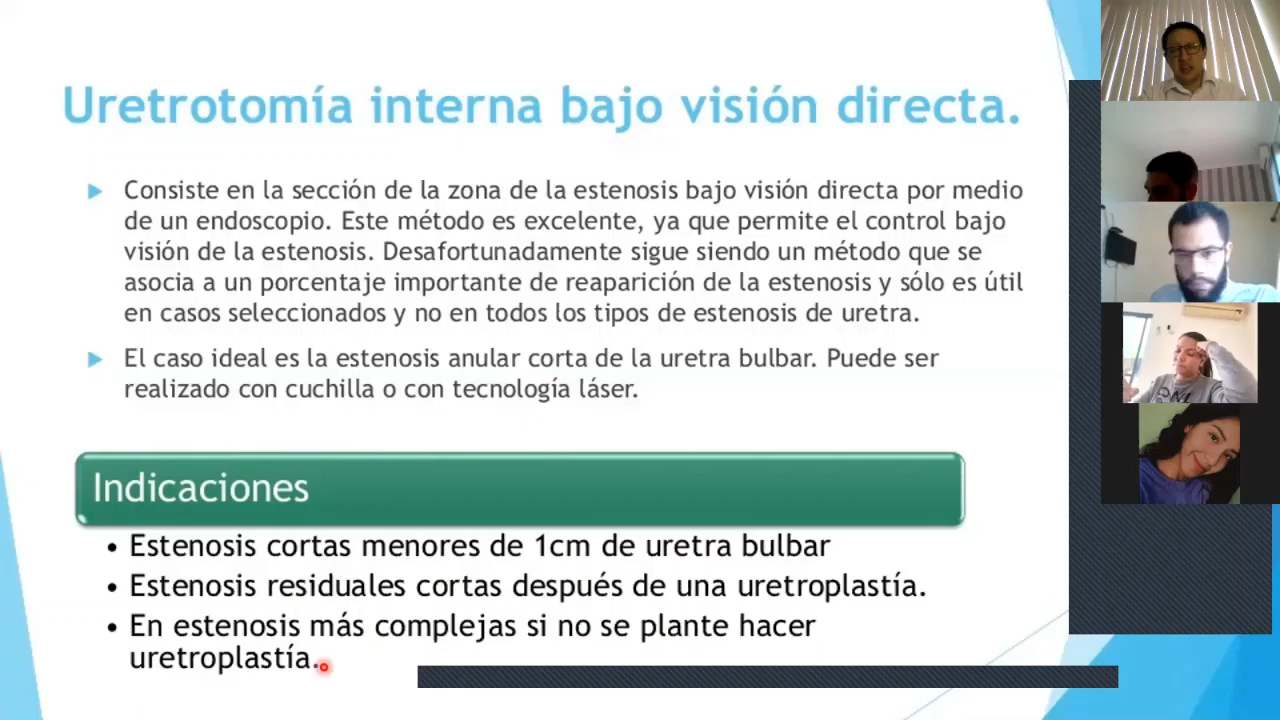 Uretrotomía interna bajo visión directa.
Consiste en la sección de la zona de la estenosis bajo visión directa por medio
de un endoscopio. Este método es excelente, ya que permite el control bajo
visión de la estenosis. Desafortunadamente sigue siendo un método que se
asocia a un porcentaje importante de reaparición de la estenosis y sólo es útil
en casos seleccionados y no en todos los tipos de estenosis de uretra.
El caso ideal es la estenosis anular corta de la uretra bulbar. Puede ser
realizado con cuchilla o con tecnología láser.
Indicaciones
• Estenosis cortas menores de 1cm de uretra bulbar
• Estenosis residuales cortas después de una uretroplastía.
• En estenosis más complejas si no se plante hacer
uretroplastía.